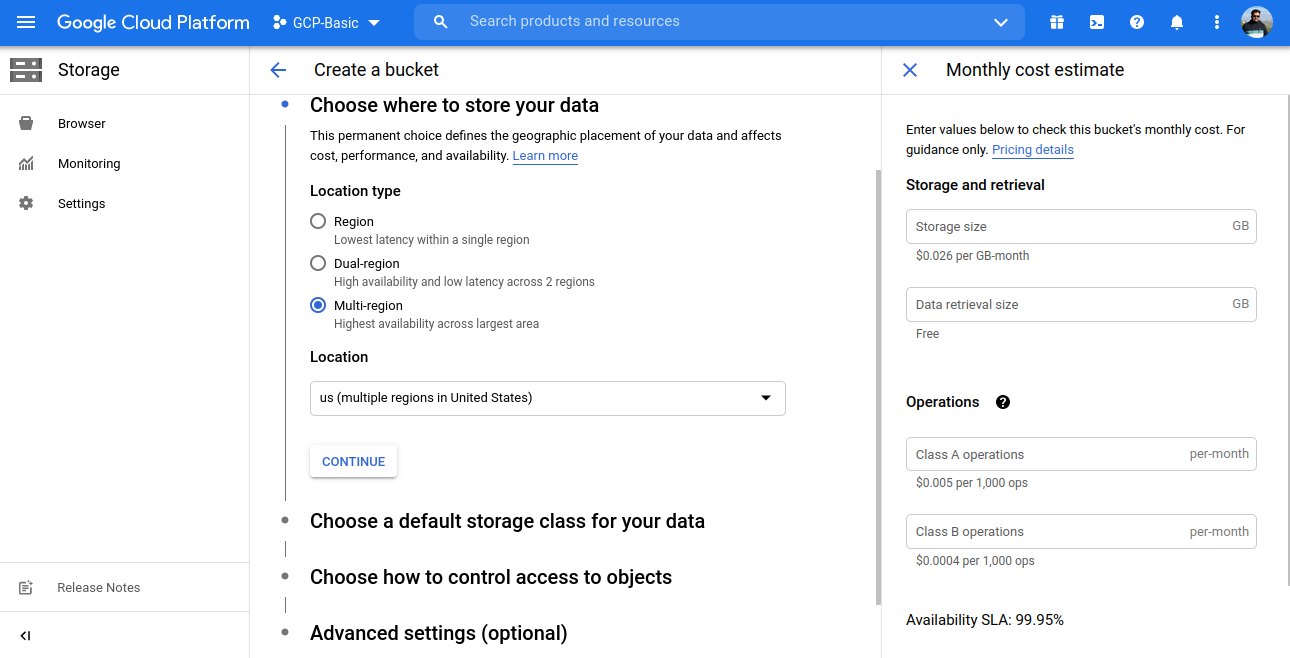 Google Cloud Platform
GCP-Basic
Search products and resources
Storage
Browser
Monitoring
Settings
Release Notes
Create a bucket
Choose where to store your data
This permanent choice defines the geographic placement of your data and affects
cost, performance, and availability. Learn more
Location type
Region
Lowest latency within a single region
Dual-region
High availability and low latency across 2 regions
Multi-region
Highest availability across largest area
Location
us (multiple regions in United States)
CONTINUE
Choose a default storage class for your data
Choose how to control access to objects
Advanced settings (optional)
Monthly cost estimate
Enter values below to check this bucket's monthly cost. For
guidance only. Pricing details
Storage and retrieval
Storage size GB
$0.026 per GB-month
Data retrieval size GB
Free
Operations
Class A operations per-month
$0.005 per 1,000 ops
Class B operations per-month
$0.0004 per 1,000 ops
Availability SLA: 99.95%